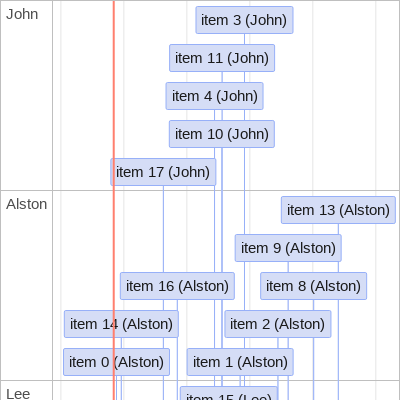 John
item 3 (John)
item 11 (John)
item 4 (John)
item 10 (John)
item 17 (John)
Alston
item 13 (Alston)
item 9 (Alston)
item 16 (Alston)
item 8 (Alston)
item 14 (Alston)
item 2 (Alston)
item 0 (Alston)
item 1 (Alston)
Lee
item 15 (Lee)